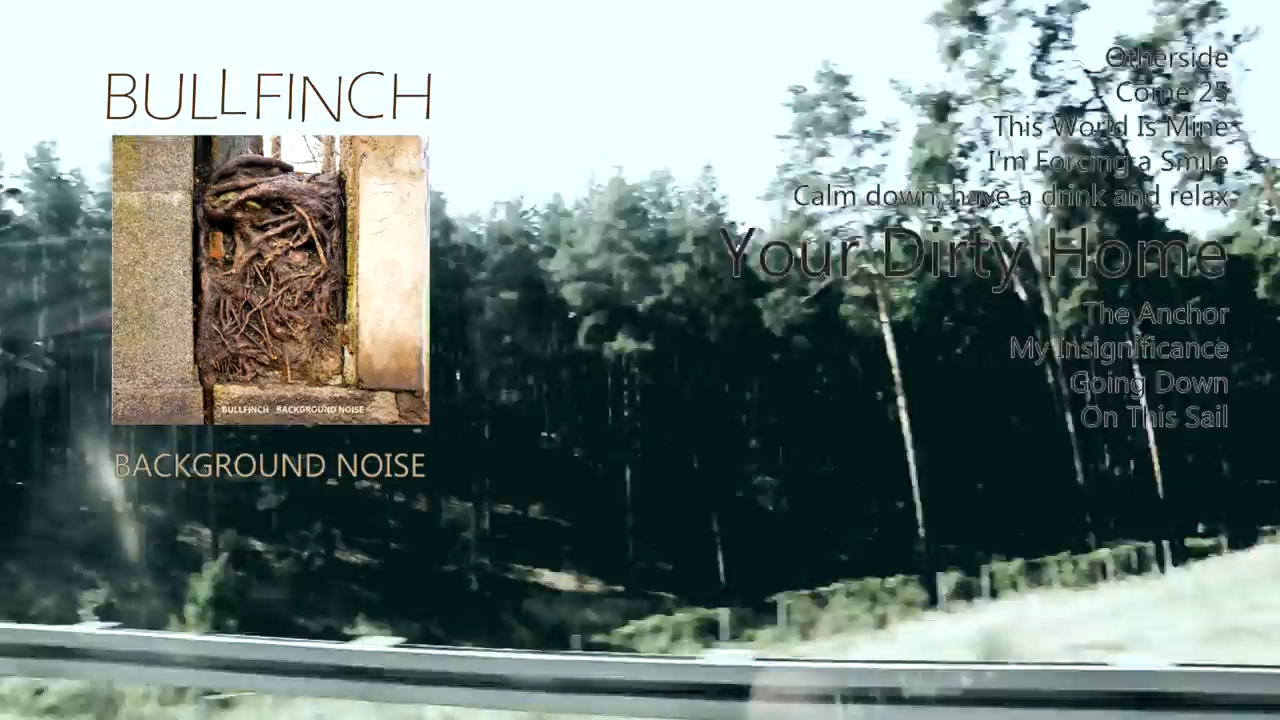 BULLFINCH
BULLFINCH BACKGROUND NOISE
BACKGROUND NOISE
Otherside
Come 25
This World Is Mine
I'm Forcing a Smile
Calm down, have a drink and relax
Your Dirty Home
The Anchor
My Insignificance
Going Down
On This Sail